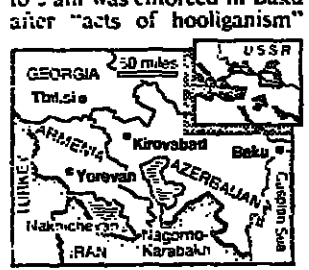 to 5 am was enforced in Baku
after "acts of hooliganism"
USSR
GEORGIA
50 miles
Tbilisi
ARMENIA
Kirovabad
Baku
AZERBAIJAN
Yerevan
TURKEY
Caspian Sea
Nakhichevan
Nagorno-
Karabakh
IRAN